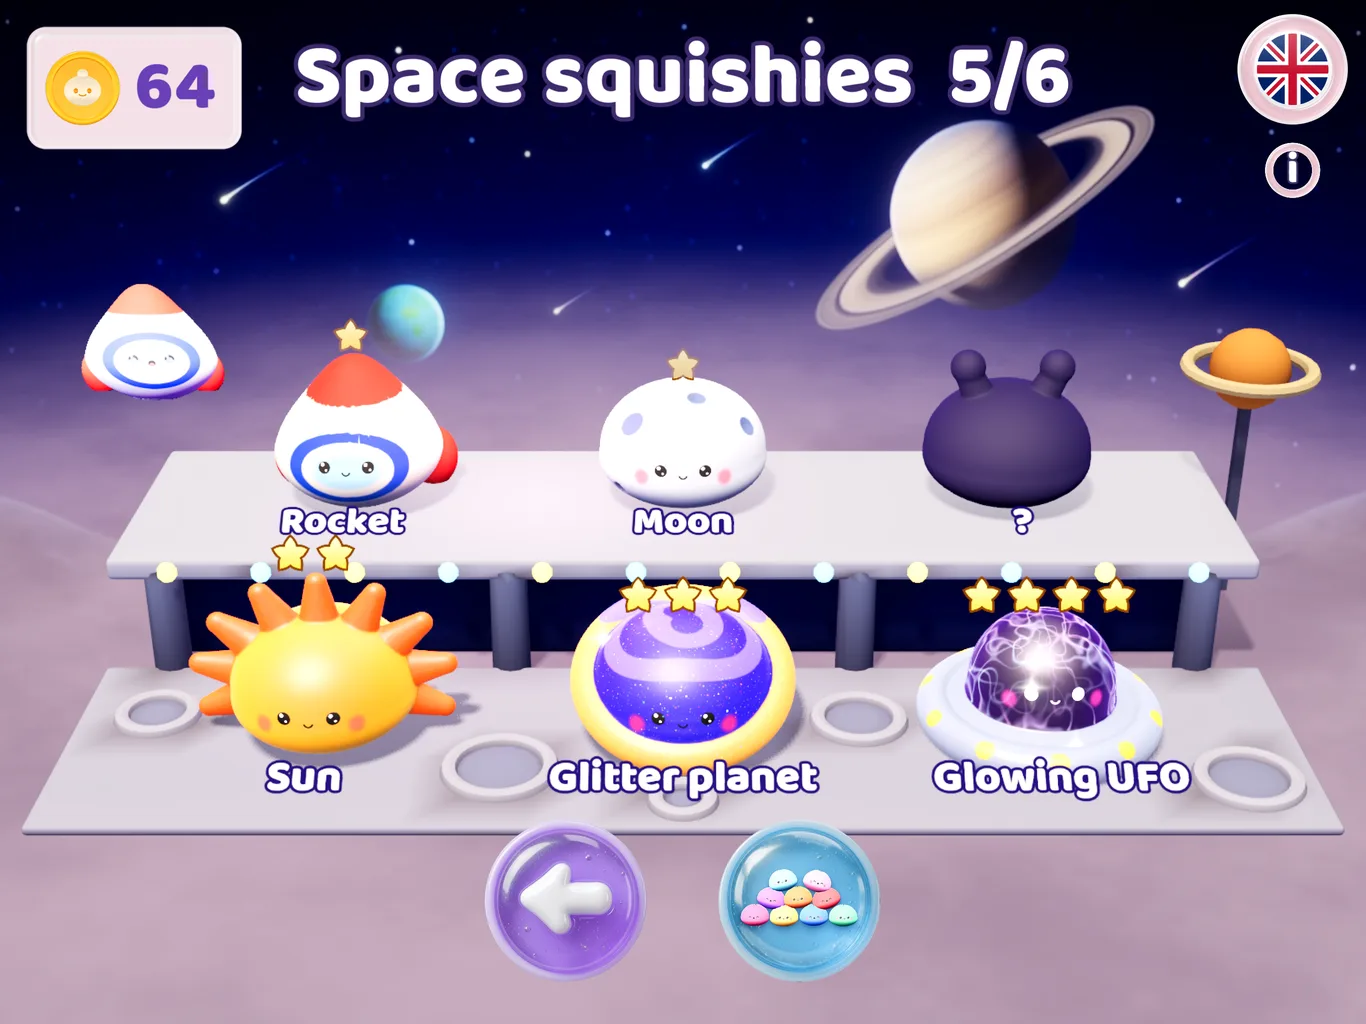 64
Space squishies 5/6
i
Rocket
Moon
?
Sun
Glitter planet
Glowing UFO